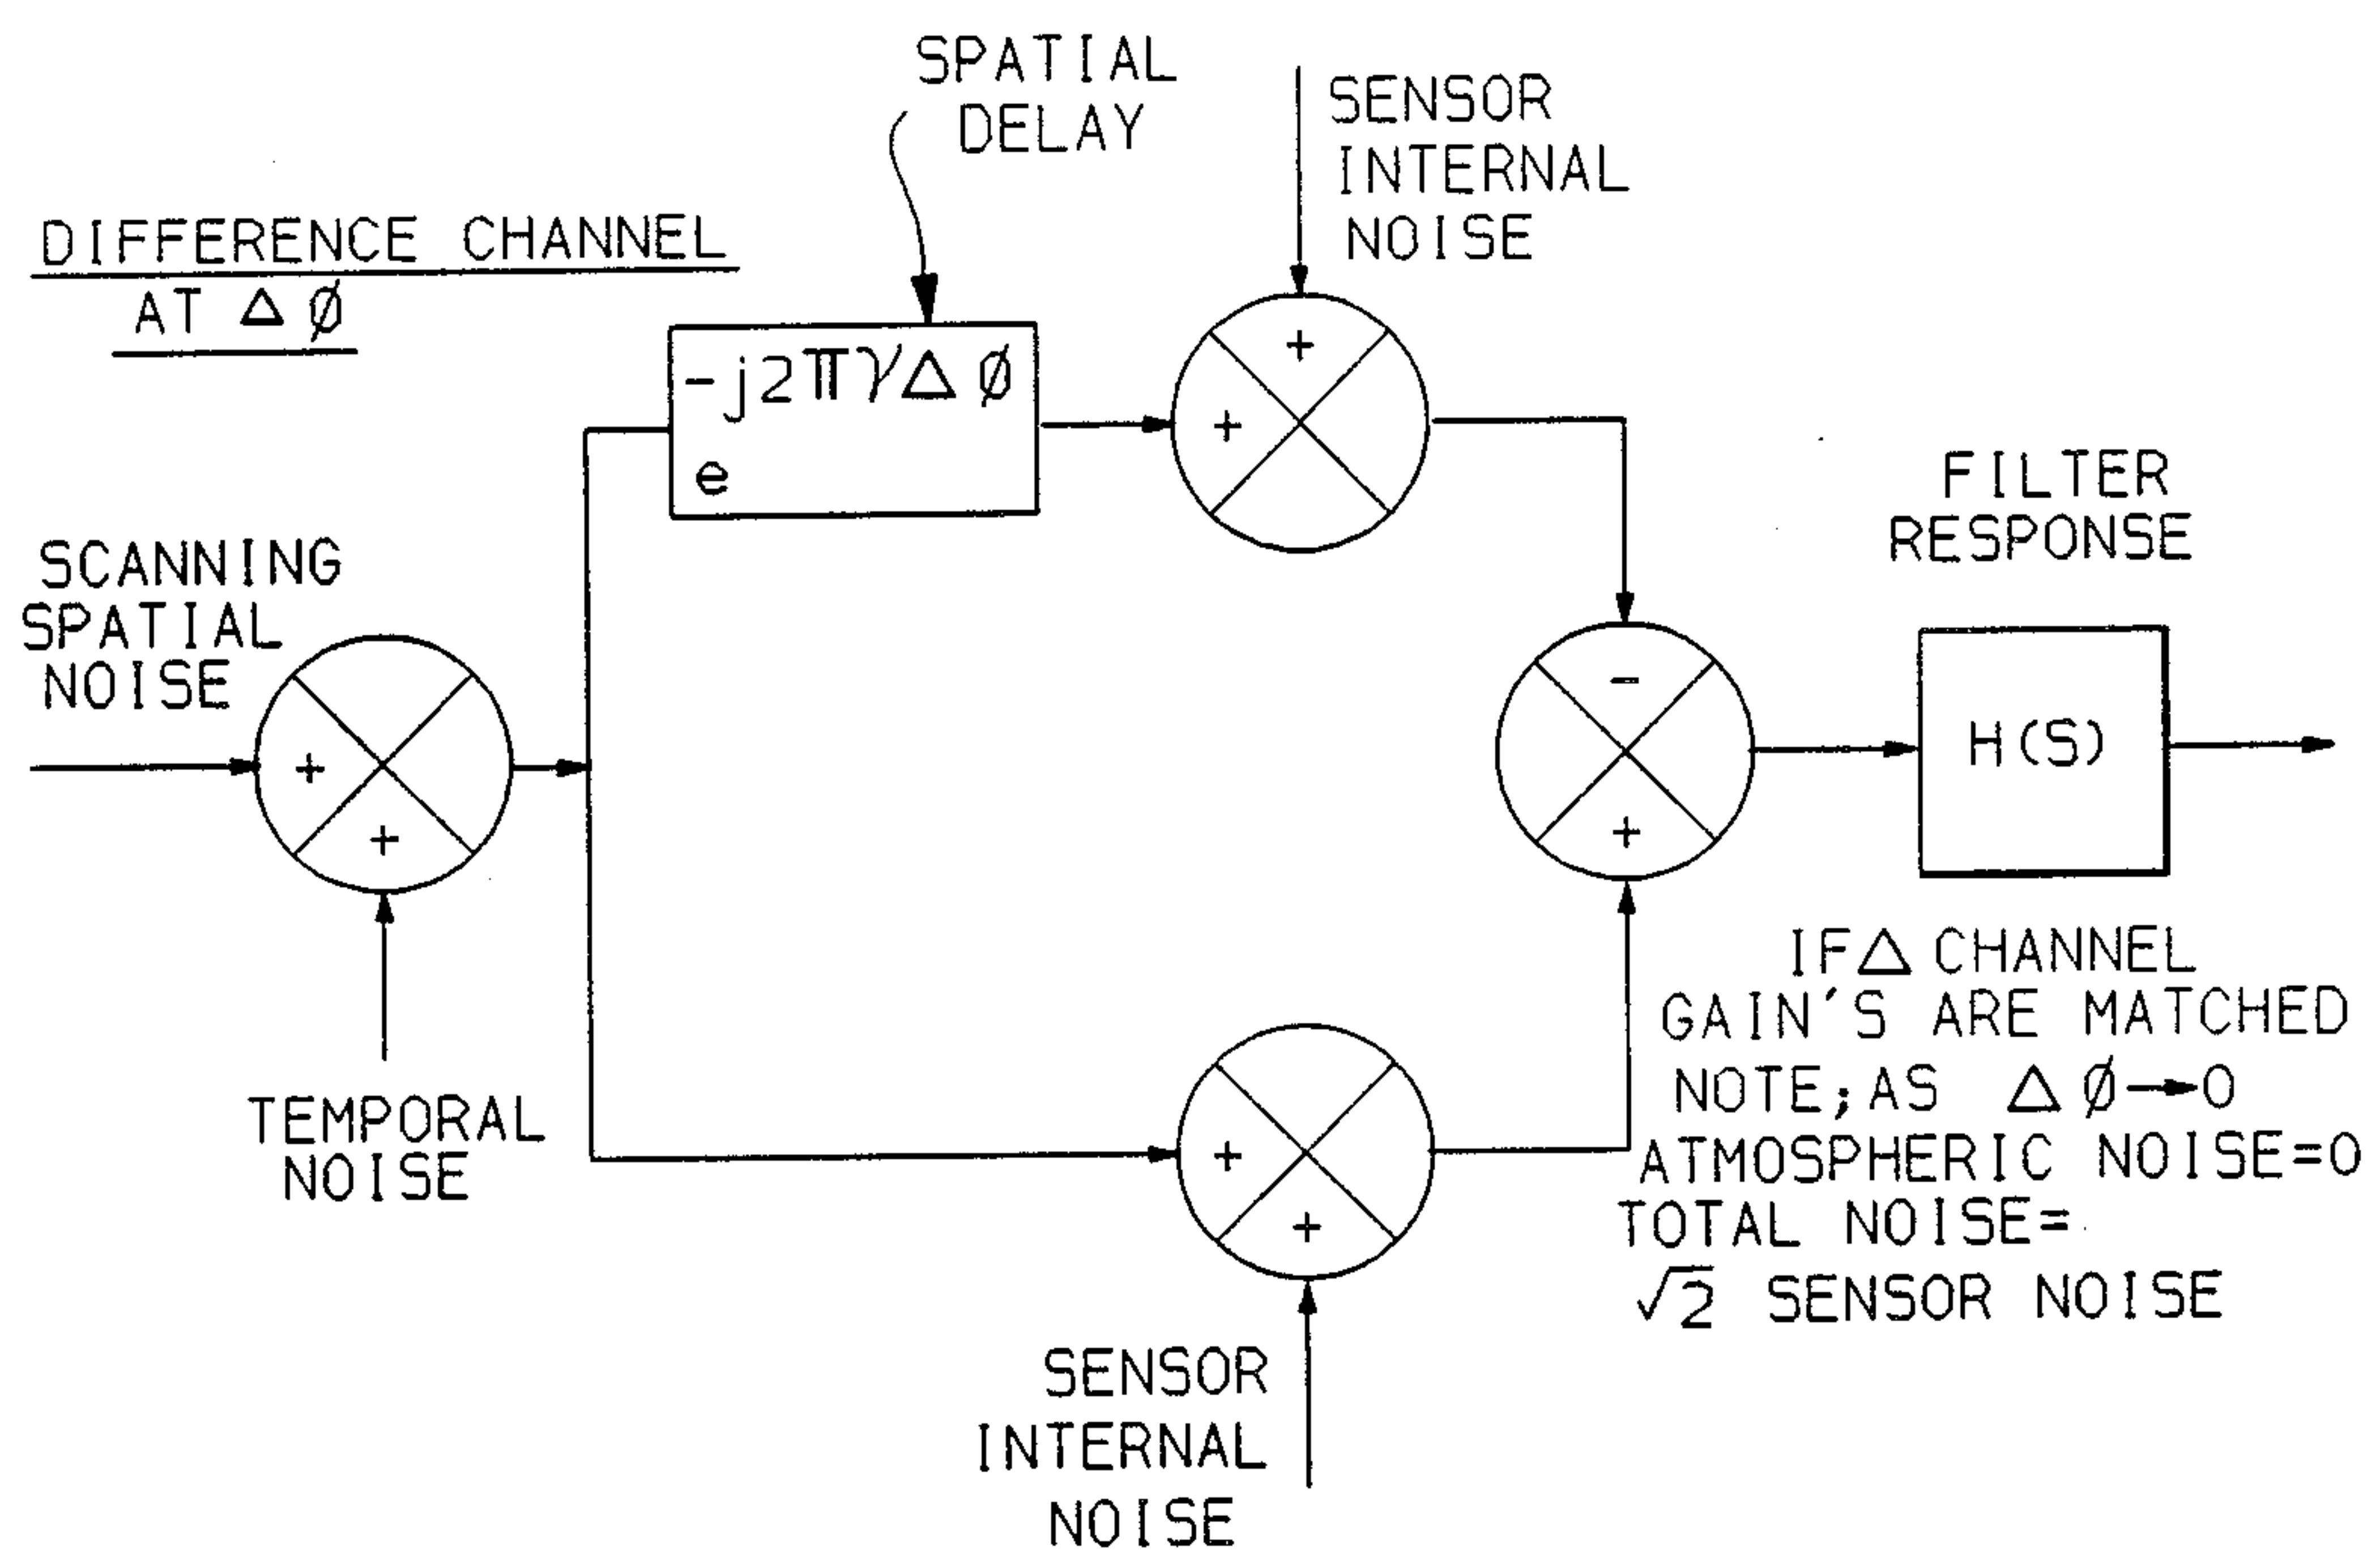 SPATIAL
DELAY
SENSOR
INTERNAL
NOISE
DIFFERENCE CHANNEL
AT Δ Ø
-j2πγΔ Ø
e
+
+
FILTER
RESPONSE
SCANNING
SPATIAL
NOISE
+
+
-
+
H(S)
TEMPORAL
NOISE
IF Δ CHANNEL
GAIN'S ARE MATCHED
NOTE; AS Δ Ø→0
ATMOSPHERIC NOISE=0
TOTAL NOISE=
√2 SENSOR NOISE
+
+
SENSOR
INTERNAL
NOISE